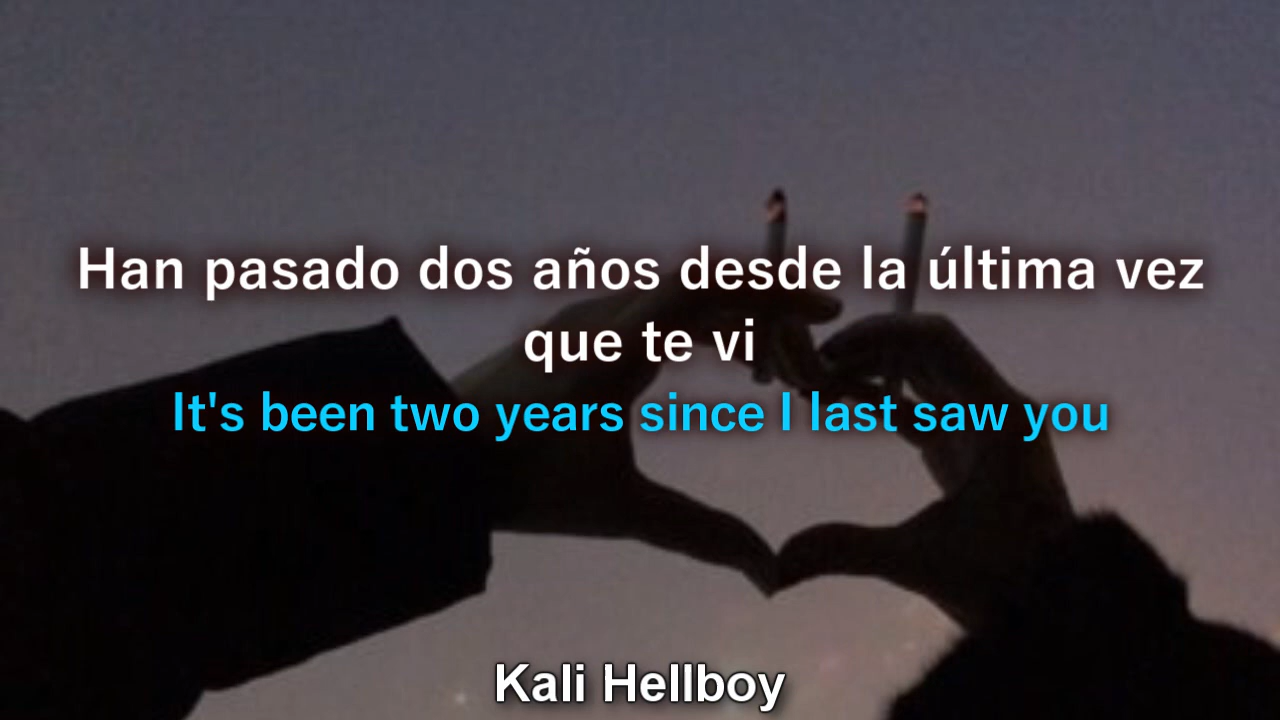 Han pasado dos años desde la última vez
que te vi
It's been two years since I last saw you
Kali Hellboy